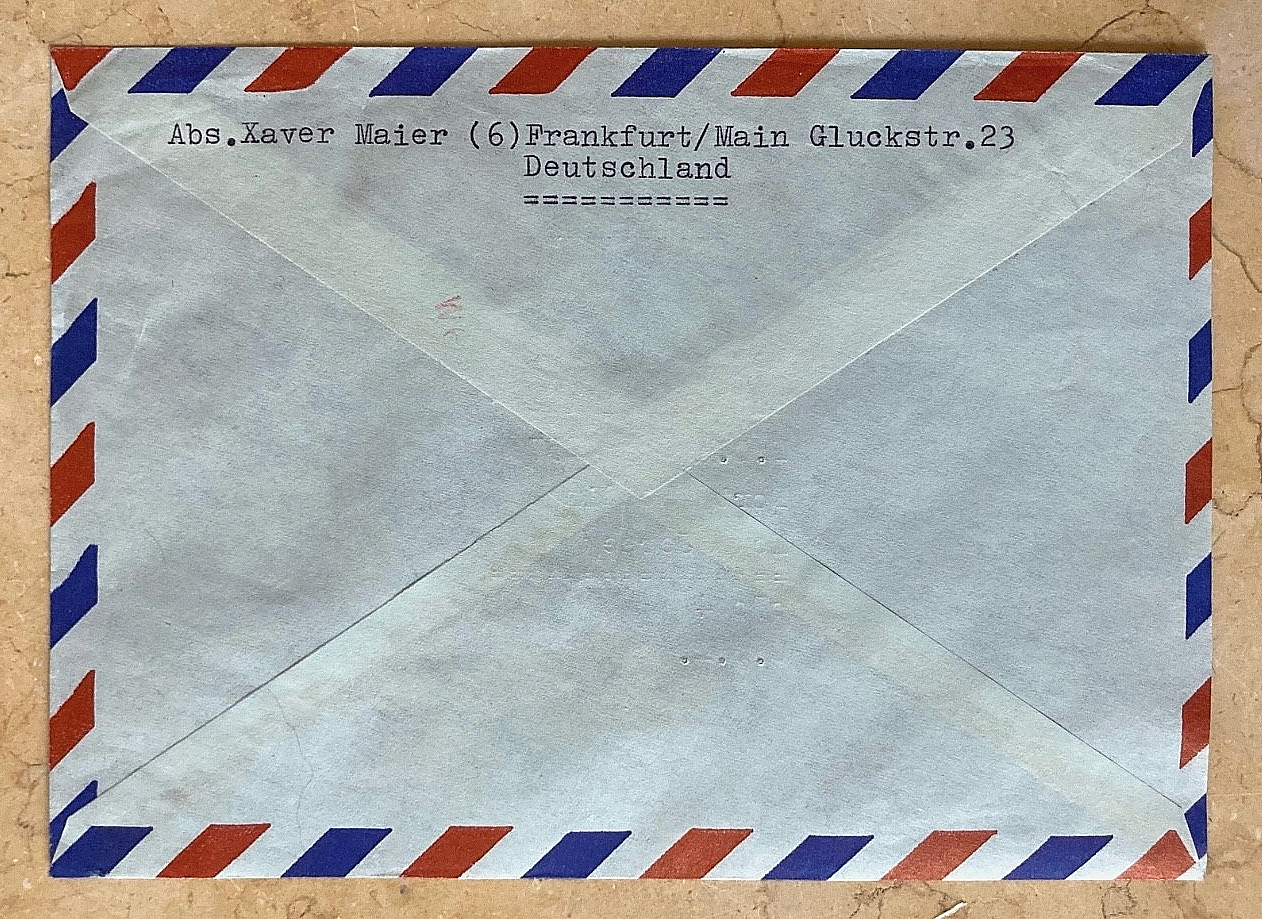 Abs.Xaver Maier (6)Frankfurt/Main Gluckstr.23
Deutschland
===========